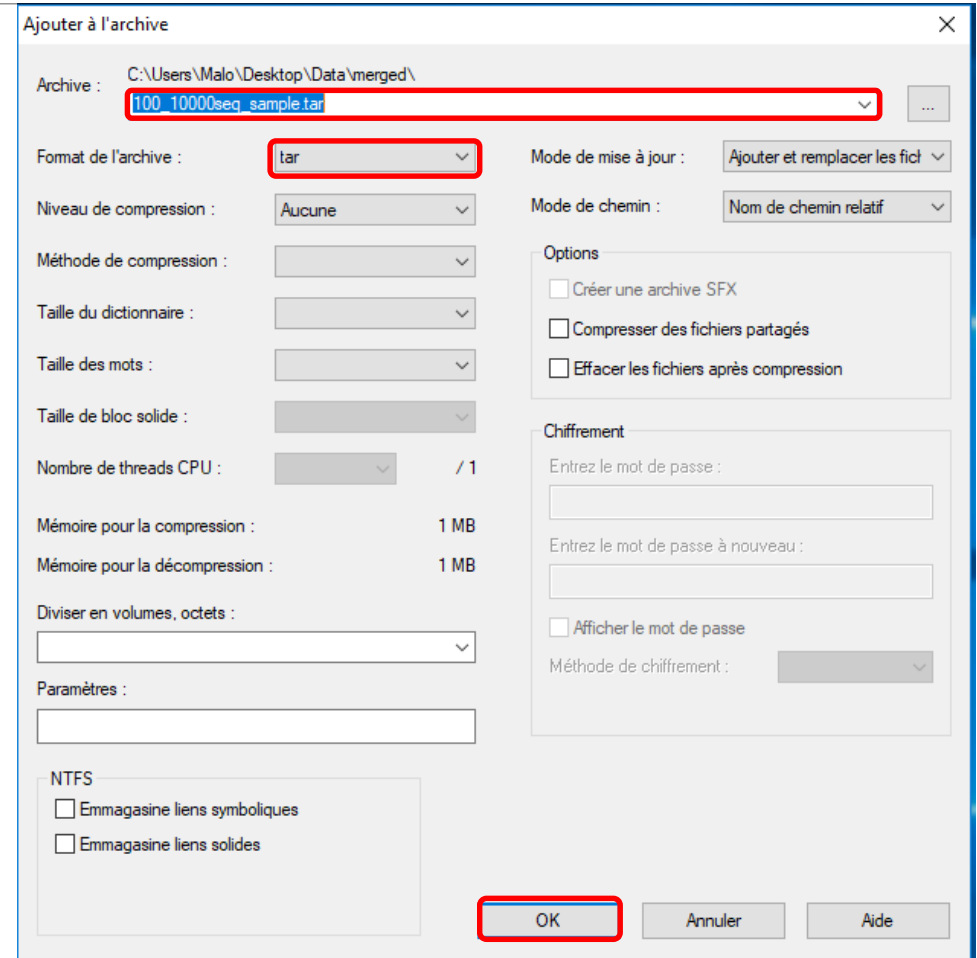 Ajouter à l'archive
Archive :
C:\Users\Malo\Desktop\Data\merged\
100_10000seq_sample.tar
...
Format de l'archive :
tar
Niveau de compression :
Aucune
Méthode de compression :
Taille du dictionnaire :
Taille des mots :
Taille de bloc solide :
Nombre de threads CPU :
/ 1
Mémoire pour la compression :
1 MB
Mémoire pour la décompression :
1 MB
Diviser en volumes, octets :
Paramètres :
NTFS
Emmagasine liens symboliques
Emmagasine liens solides
Mode de mise à jour :
Ajouter et remplacer les fich
Mode de chemin :
Nom de chemin relatif
Options
Créer une archive SFX
Compresser des fichiers partagés
Effacer les fichiers après compression
Chiffrement
Entrez le mot de passe :
Entrez le mot de passe à nouveau :
Afficher le mot de passe
Méthode de chiffrement :
OK
Annuler
Aide